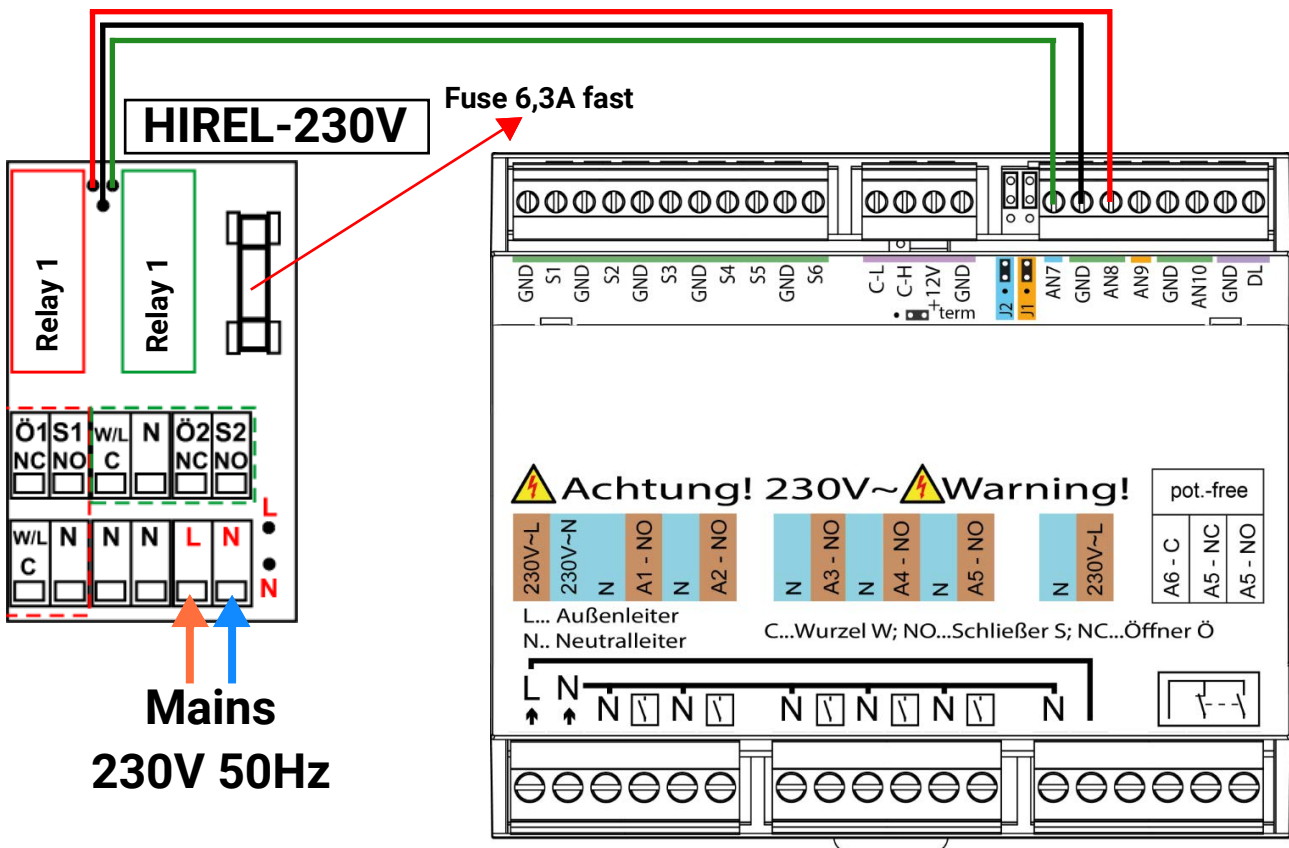 HIREL-230V
Fuse 6,3A fast
Relay 1
Relay 1
Ö1 S1 W/L N Ö2 S2
NC NO C NC NO
L
W/L N N N L N
C
N
Mains
230V 50Hz
GND S1 GND S2 GND S3 GND S4 S5 GND S6
C-L C-H +12V GND
term
J2 J1
AN7 GND AN8 AN9 GND AN10 GND DL
Achtung! 230V~ Warning!
pot.-free
230V~L 230V~N N A1 - NO N A2 - NO
N A3 - NO N A4 - NO N A5 - NO
N 230V~L
A6 - C A5 - NC A5 - NO
L... Außenleiter
N.. Neutralleiter
C...Wurzel W; NO...Schließer S; NC...Öffner Ö
L N N N N N N N